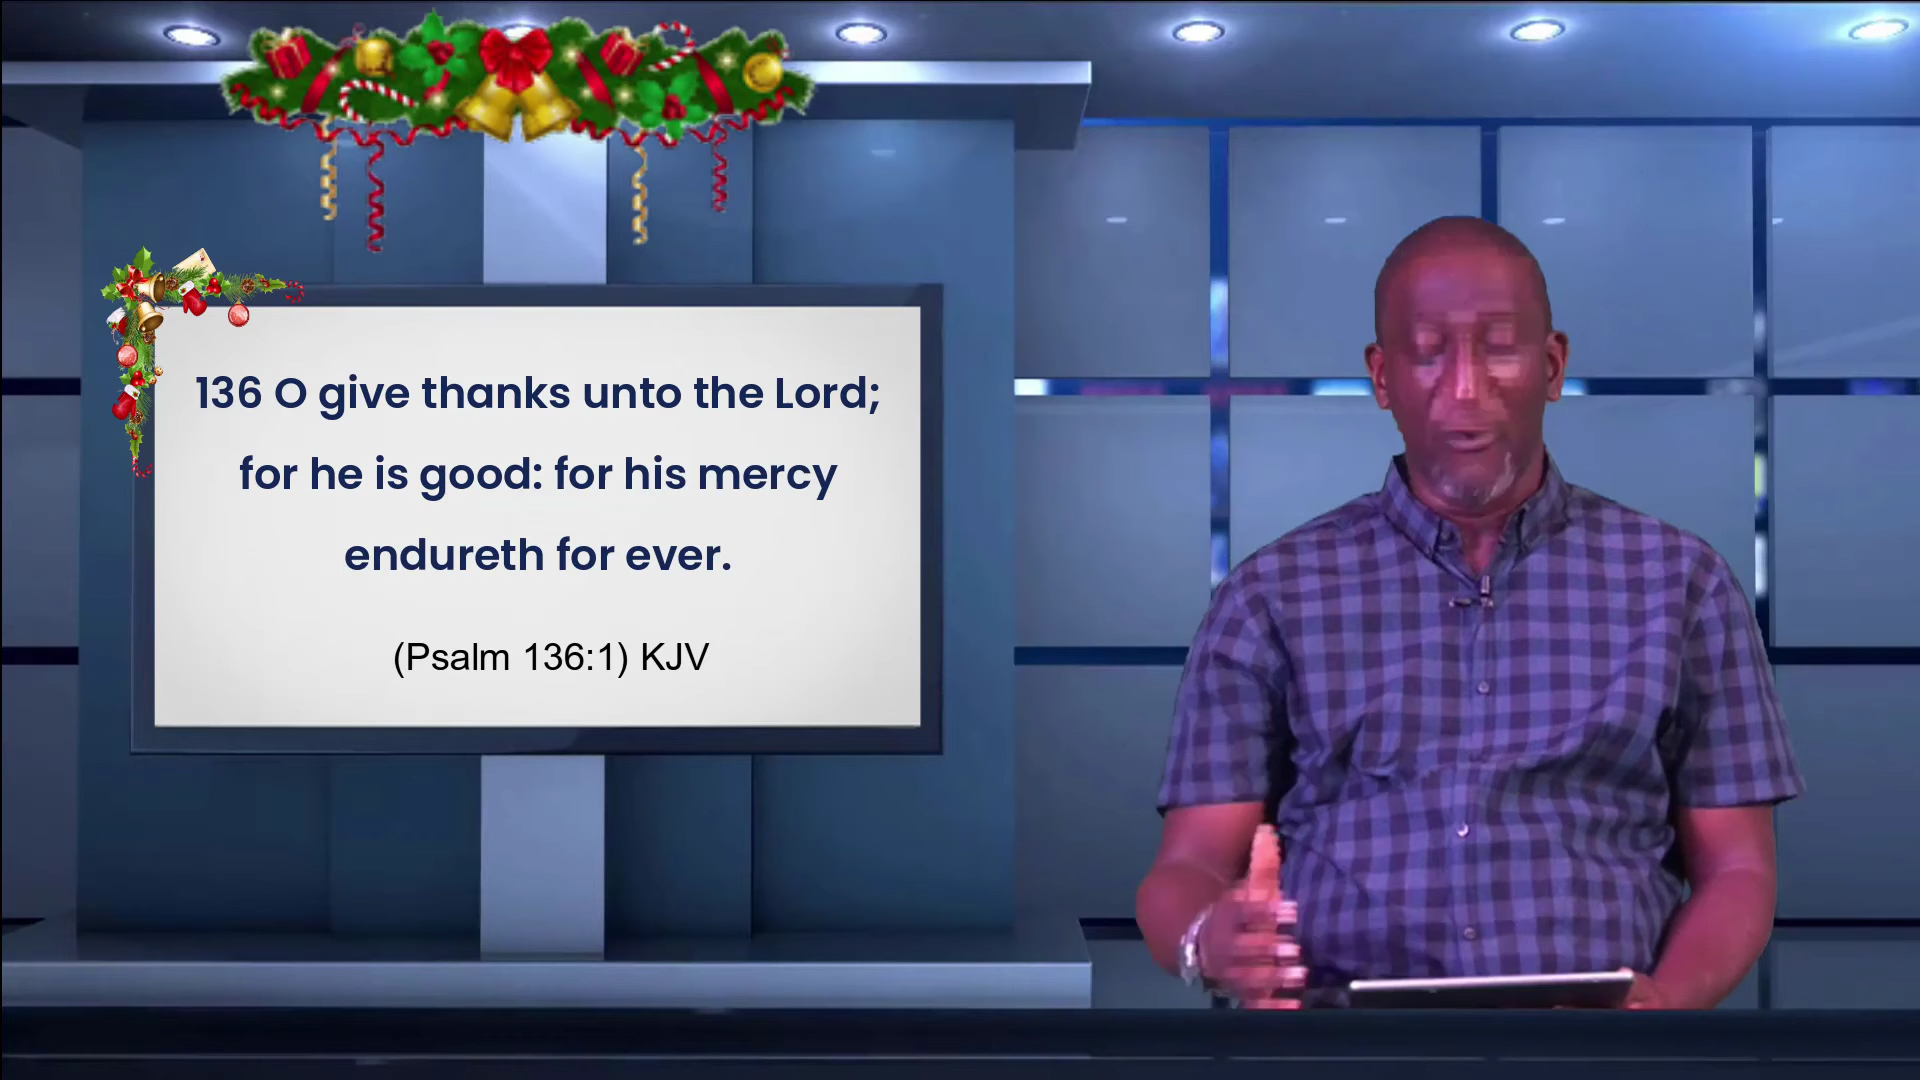 136 O give thanks unto the Lord;
for he is good: for his mercy
endureth for ever.
(Psalm 136:1) KJV